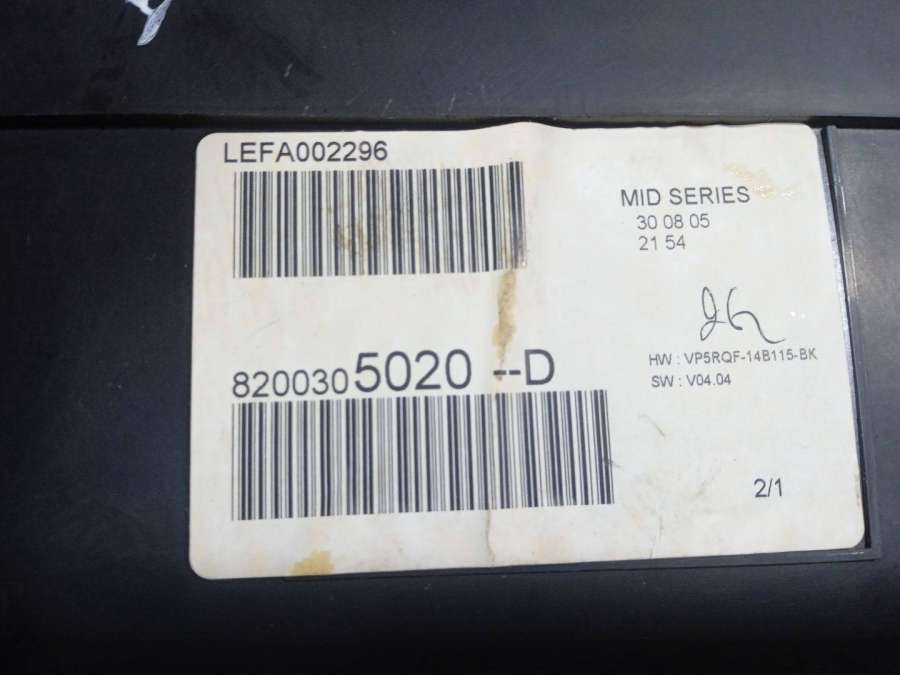 LEFA002296
MID SERIES
30 08 05
21 54
HW : VP5RQF-14B115-BK
SW : V04.04
8200305020 --D
2/1